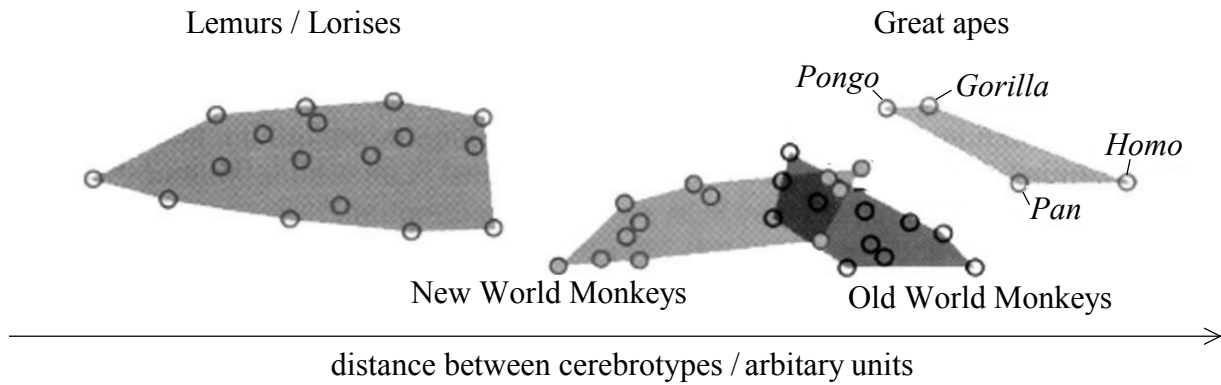 Lemurs / Lorises
Great apes
Pongo
Gorilla
Homo
Pan
New World Monkeys
Old World Monkeys
distance between cerebrotypes / arbitary units